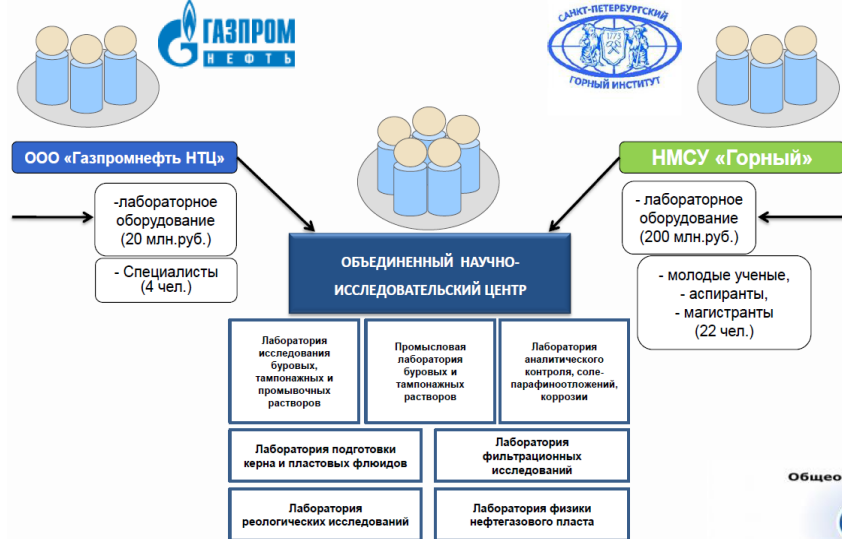 ГАЗПРОМ
НЕФТЬ
САНКТ-ПЕТЕРБУРГСКИЙ
1773
ГОРНЫЙ ИНСТИТУТ
ООО «Газпромнефть НТЦ»
НМСУ «Горный»
-лабораторное
оборудование
(20 млн.руб.)
- Специалисты
(4 чел.)
- лабораторное
оборудование
(200 млн.руб.)
- молодые ученые,
- аспиранты,
- магистранты
(22 чел.)
ОБЪЕДИНЕННЫЙ НАУЧНО-
ИССЛЕДОВАТЕЛЬСКИЙ ЦЕНТР
Лаборатория
исследования
буровых,
тампонажных и
промывочных
растворов
Промысловая
лаборатория
буровых и
тампонажных
растворов
Лаборатория
аналитического
контроля, соле-
парафиноотложений,
коррозии
Лаборатория подготовки
керна и пластовых флюидов
Лаборатория
фильтрационных
исследований
Лаборатория
реологических исследований
Лаборатория физики
нефтегазового пласта
Общео